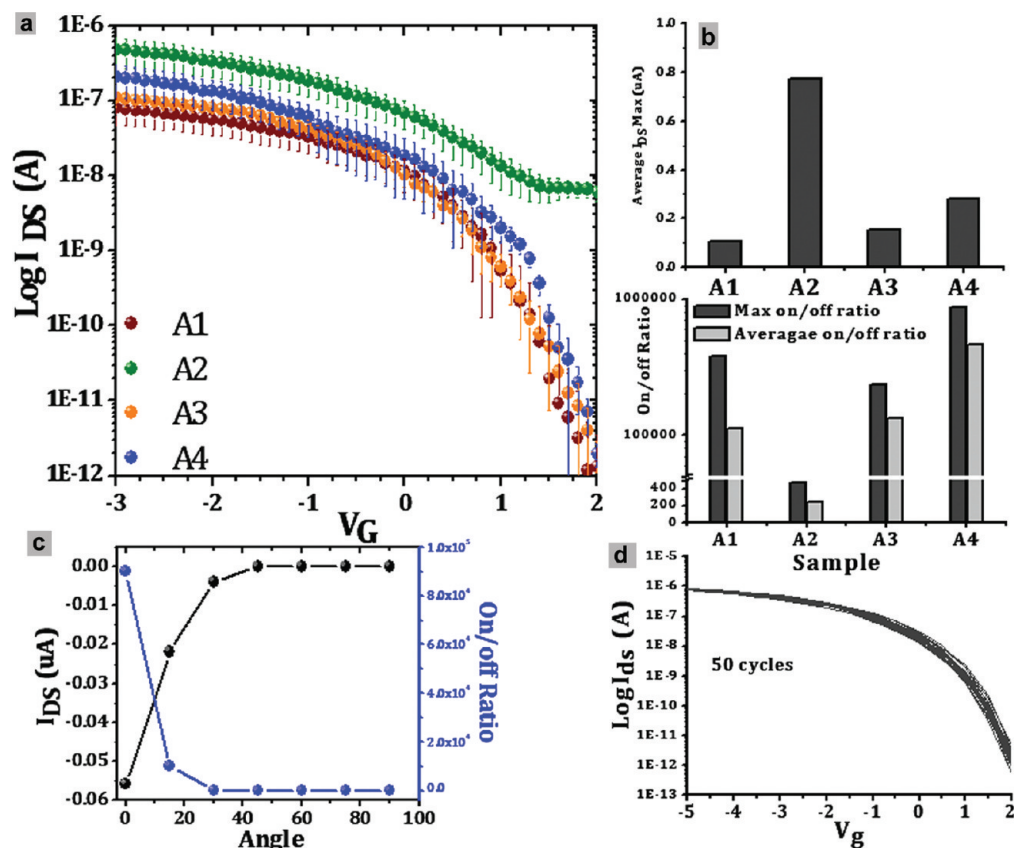 a
1E-6
1E-7
1E-8
1E-9
1E-10
1E-11
1E-12
Log I DS (A)
A1
A2
A3
A4
-3 -2 -1 0 1 2
VG
b
1.0
0.8
0.6
0.4
0.2
0.0
Average IDS Max (uA)
A1 A2 A3 A4
1000000
100000
400
200
0
On/off Ratio
Max on/off ratio
Averagae on/off ratio
A1 A2 A3 A4
Sample
c
0.00
-0.01
-0.02
-0.03
-0.04
-0.05
-0.06
IDS (uA)
1.0x10⁵
8.0x10⁴
6.0x10⁴
4.0x10⁴
2.0x10⁴
0.0
On/off Ratio
0 20 40 60 80 100
Angle
d
1E-5
1E-6
1E-7
1E-8
1E-9
1E-10
1E-11
1E-12
1E-13
Log Ids (A)
50 cycles
-5 -4 -3 -2 -1 0 1 2
Vg